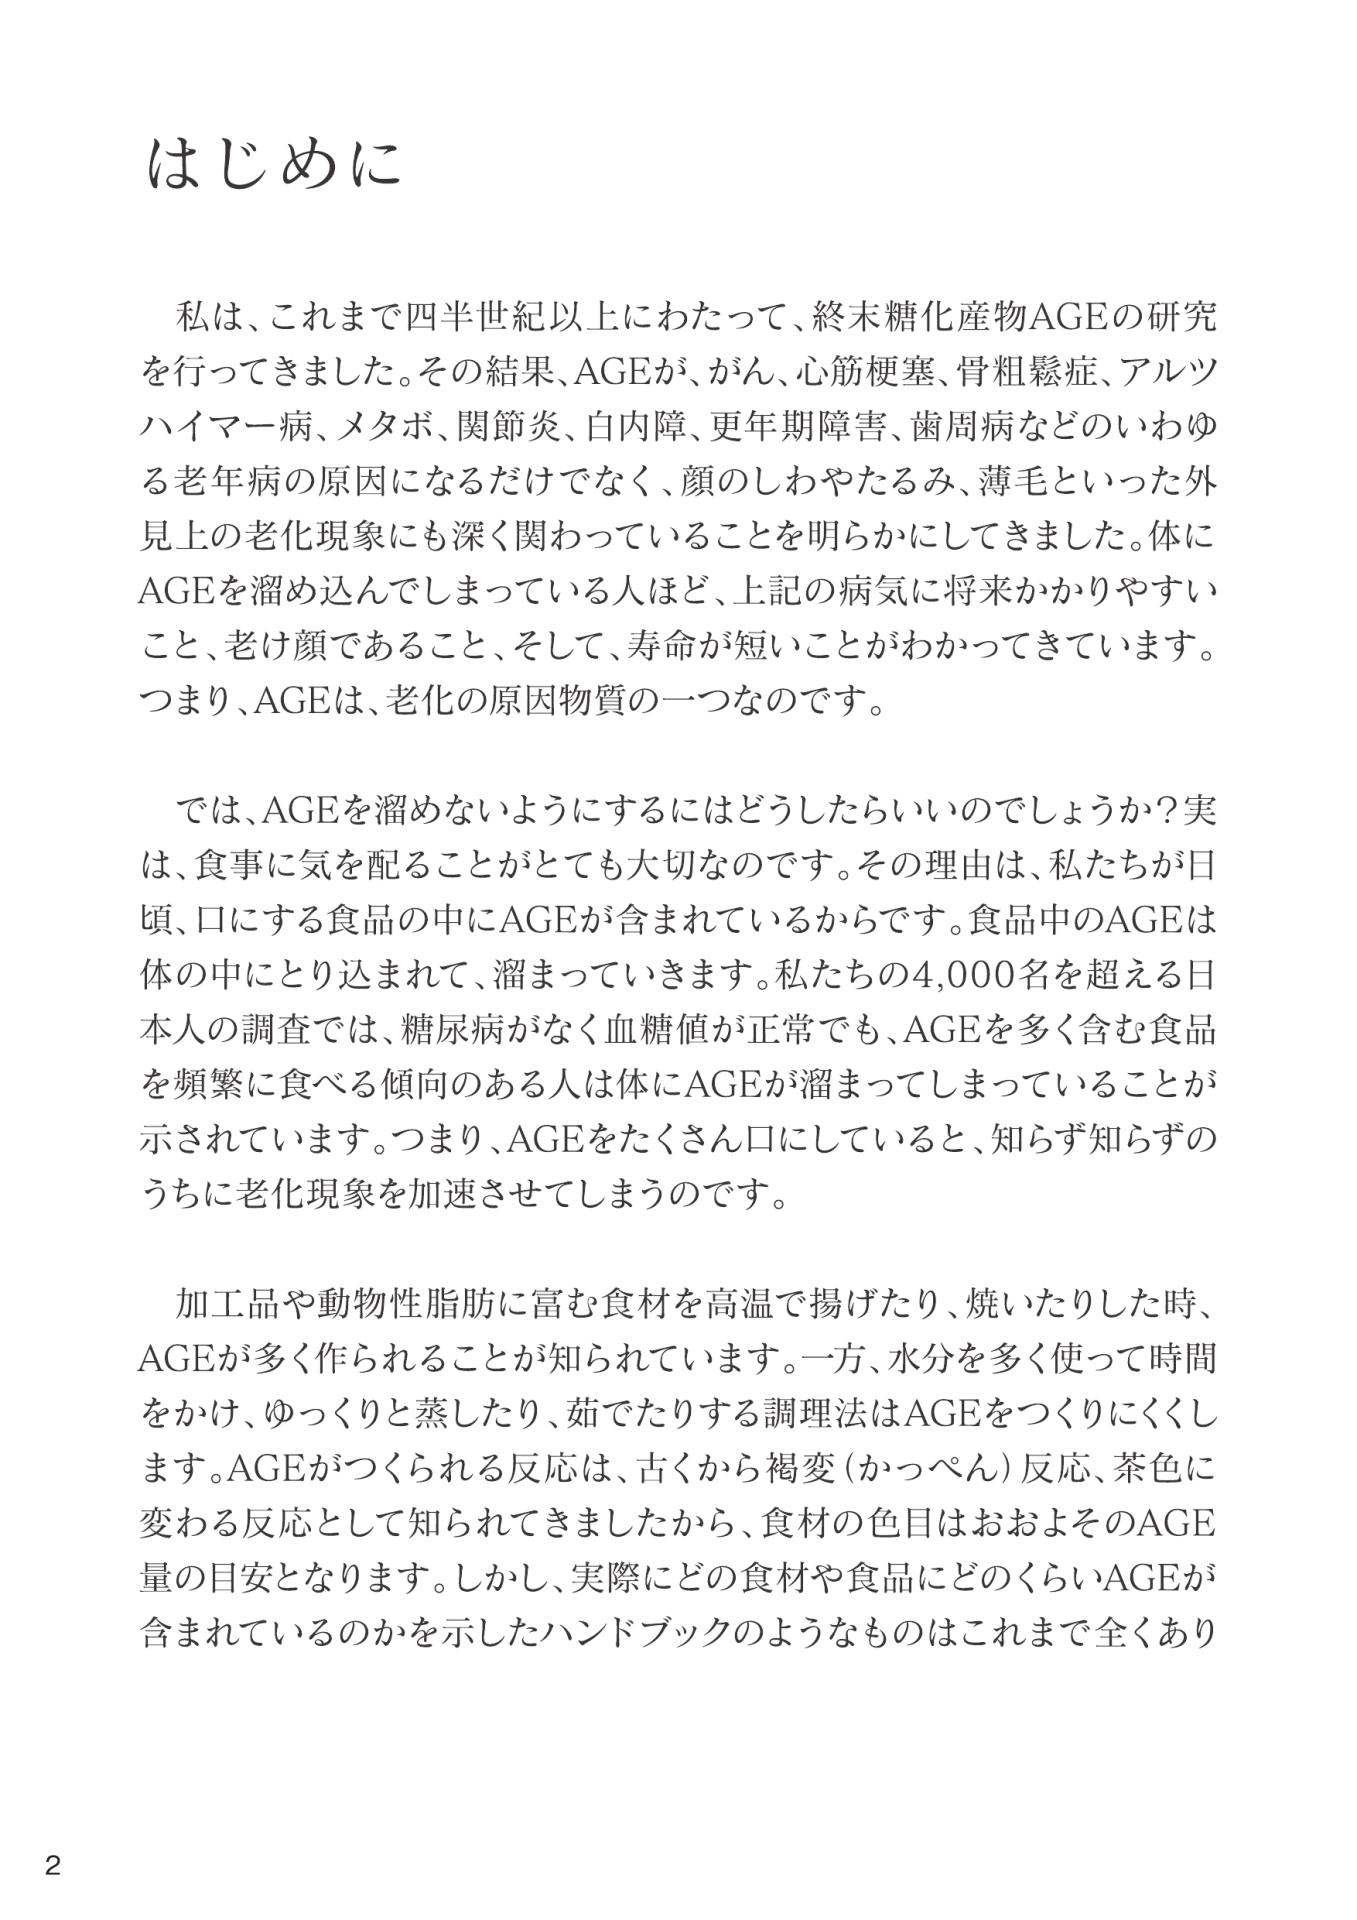 はじめに
私は、これまで四半世紀以上にわたって、終末糖化産物AGEの研究
を行ってきました。その結果、AGEが、がん、心筋梗塞、骨粗鬆症、アルツ
ハイマー病、メタボ、関節炎、白内障、更年期障害、歯周病などのいわゆ
る老年病の原因になるだけでなく、顔のしわやたるみ、薄毛といった外
見上の老化現象にも深く関わっていることを明らかにしてきました。体に
AGEを溜め込んでしまっている人ほど、上記の病気に将来かかりやすい
こと、老け顔であること、そして、寿命が短いことがわかってきています。
つまり、AGEは、老化の原因物質の一つなのです。
では、AGEを溜めないようにするにはどうしたらいいのでしょうか？実
は、食事に気を配ることがとても大切なのです。その理由は、私たちが日
頃、口にする食品の中にAGEが含まれているからです。食品中のAGEは
体の中にとり込まれて、溜まっていきます。私たちの4,000名を超える日
本人の調査では、糖尿病がなく血糖値が正常でも、AGEを多く含む食品
を頻繁に食べる傾向のある人は体にAGEが溜まってしまっていることが
示されています。つまり、AGEをたくさん口にしていると、知らず知らずの
うちに老化現象を加速させてしまうのです。
加工品や動物性脂肪に富む食材を高温で揚げたり、焼いたりした時、
AGEが多く作られることが知られています。一方、水分を多く使って時間
をかけ、ゆっくりと蒸したり、茹でたりする調理法はAGEをつくりにくくし
ます。AGEがつくられる反応は、古くから褐変（かっぺん）反応、茶色に
変わる反応として知られてきましたから、食材の色目はおおよそのAGE
量の目安となります。しかし、実際にどの食材や食品にどのくらいAGEが
含まれているのかを示したハンドブックのようなものはこれまで全くあり
2